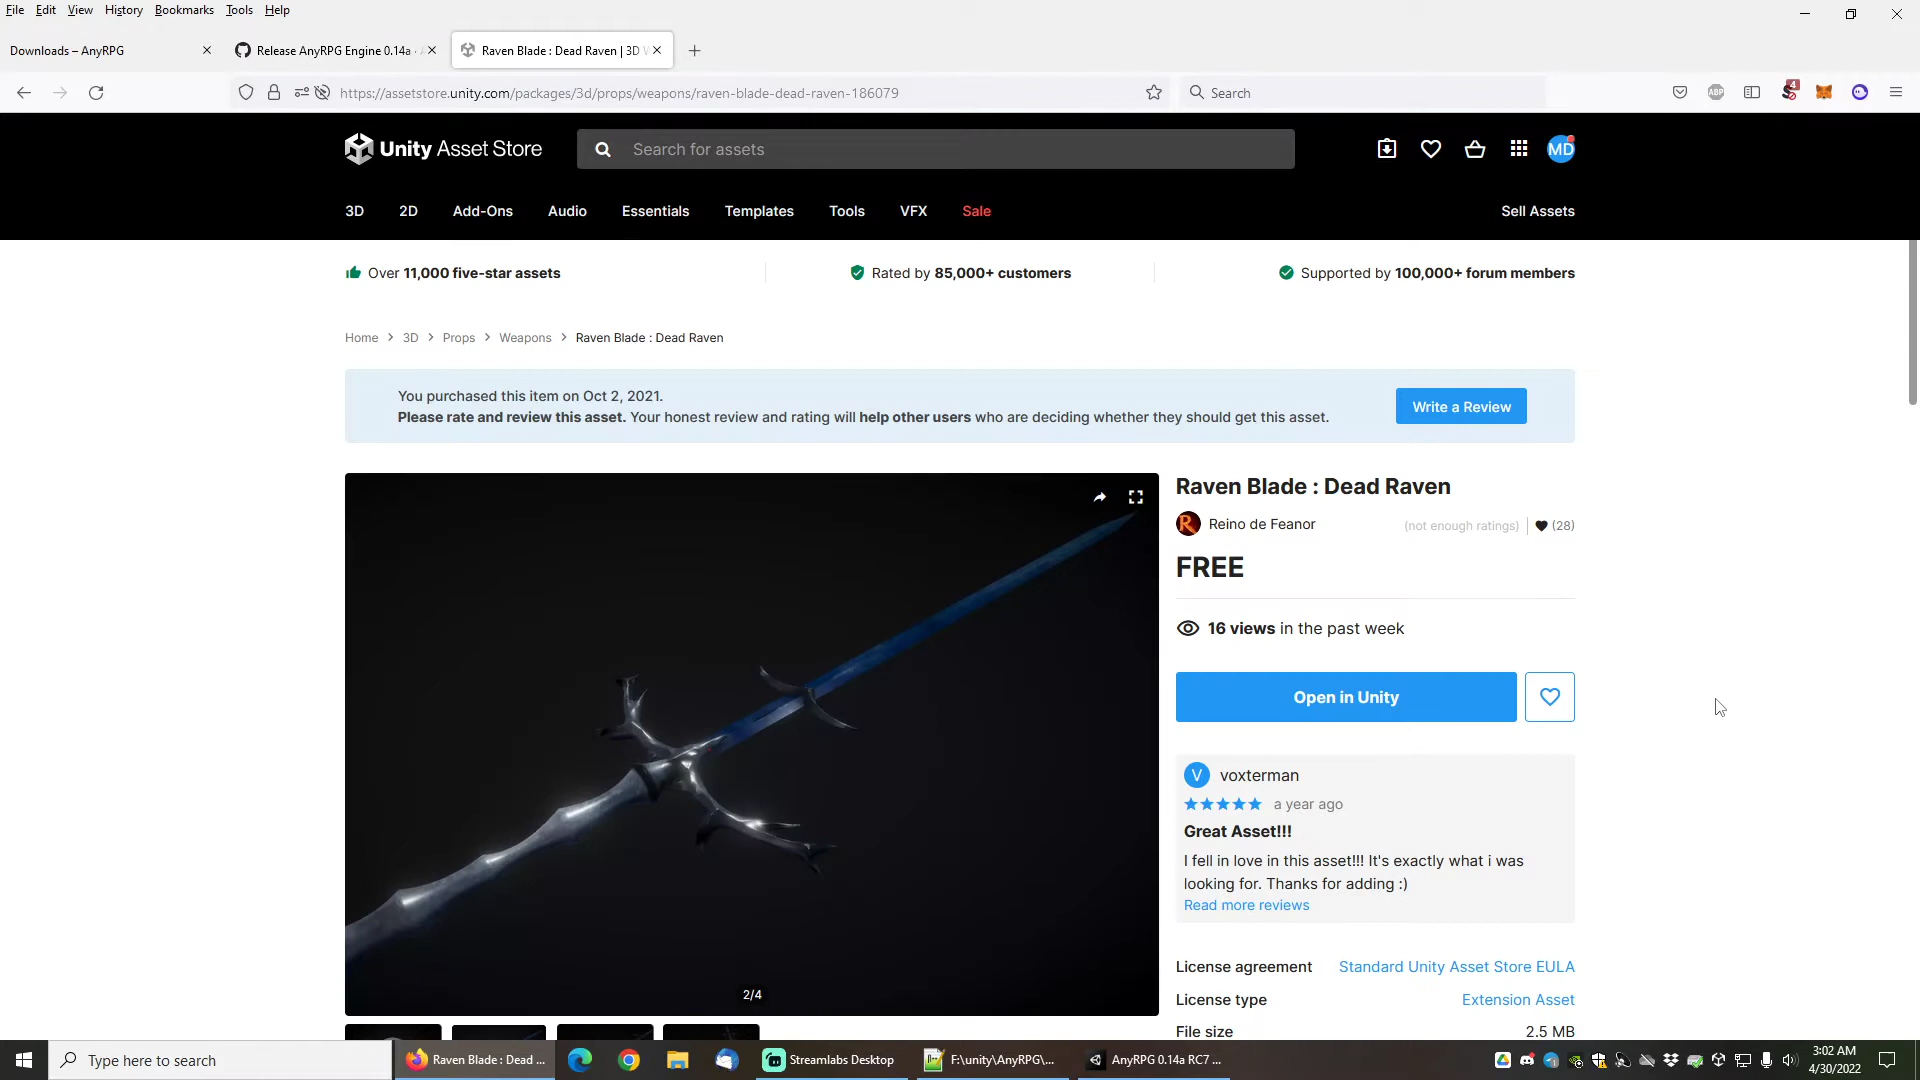 File Edit View History Bookmarks Tools Help
Downloads – AnyRPG
Release AnyRPG Engine 0.14a ·
Raven Blade : Dead Raven | 3D
https://assetstore.unity.com/packages/3d/props/weapons/raven-blade-dead-raven-186079
Search
ABP
4
Unity Asset Store
Search for assets
MD
3D 2D Add-Ons Audio Essentials Templates Tools VFX Sale
Sell Assets
Over 11,000 five-star assets
Rated by 85,000+ customers
Supported by 100,000+ forum members
Home > 3D > Props > Weapons > Raven Blade : Dead Raven
You purchased this item on Oct 2, 2021.
Please rate and review this asset. Your honest review and rating will help other users who are deciding whether they should get this asset.
Write a Review
2/4
Raven Blade : Dead Raven
R Reino de Feanor
(not enough ratings) | (28)
FREE
16 views in the past week
Open in Unity
V voxterman
a year ago
Great Asset!!!
I fell in love in this asset!!! It's exactly what i was
looking for. Thanks for adding :)
Read more reviews
License agreement Standard Unity Asset Store EULA
License type Extension Asset
File size 2.5 MB
Type here to search
Raven Blade : Dead ...
Streamlabs Desktop
F:\unity\AnyRPG\...
AnyRPG 0.14a RC7 ...
3:02 AM
4/30/2022